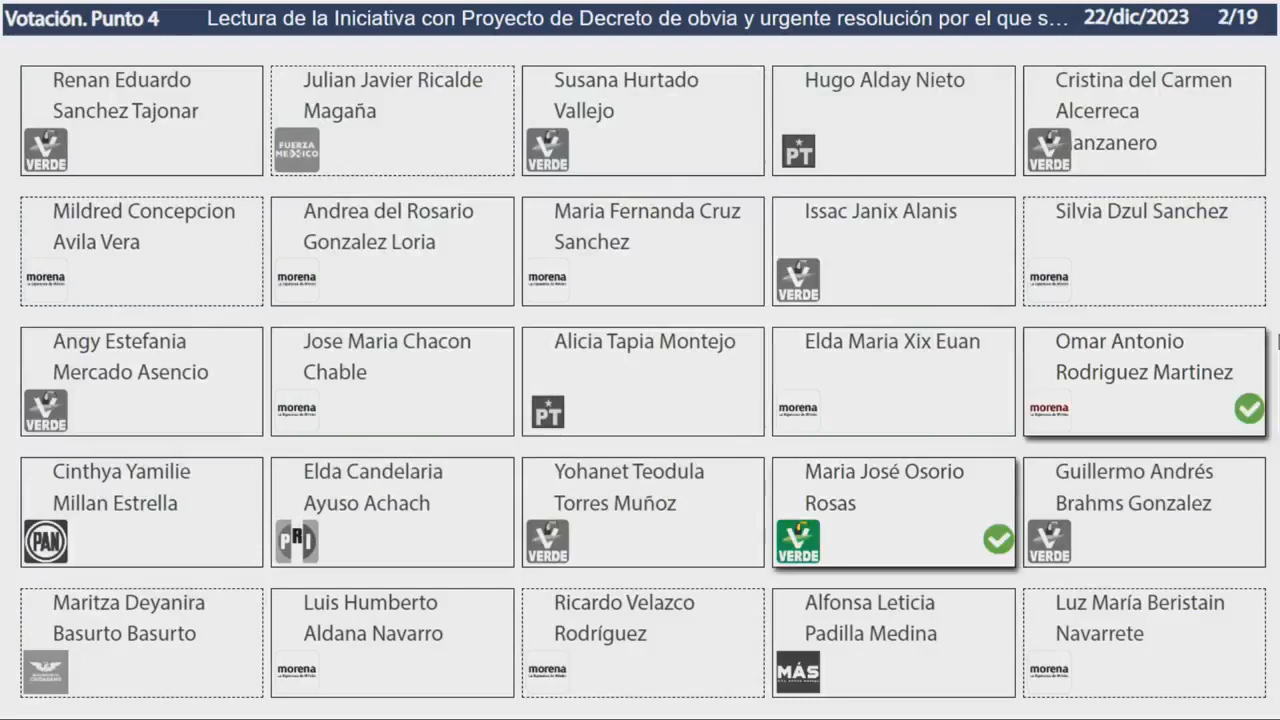 Votación. Punto 4 Lectura de la Iniciativa con Proyecto de Decreto de obvia y urgente resolución por el que s... 22/dic/2023 2/19
Renan Eduardo
Sanchez Tajonar
VERDE
Julian Javier Ricalde
Magaña
FUERZA
MEXICO
Susana Hurtado
Vallejo
VERDE
Hugo Alday Nieto
PT
Cristina del Carmen
Alcerreca
anzanero
VERDE
Mildred Concepcion
Avila Vera
morena
Andrea del Rosario
Gonzalez Loria
morena
Maria Fernanda Cruz
Sanchez
morena
Issac Janix Alanis
VERDE
Silvia Dzul Sanchez
morena
Angy Estefania
Mercado Asencio
VERDE
Jose Maria Chacon
Chable
morena
Alicia Tapia Montejo
PT
Elda Maria Xix Euan
morena
Omar Antonio
Rodriguez Martinez
morena
Cinthya Yamilie
Millan Estrella
PAN
Elda Candelaria
Ayuso Achach
PRI
Yohanet Teodula
Torres Muñoz
VERDE
Maria José Osorio
Rosas
VERDE
Guillermo Andrés
Brahms Gonzalez
VERDE
Maritza Deyanira
Basurto Basurto
CIUDADANO
Luis Humberto
Aldana Navarro
morena
Ricardo Velazco
Rodríguez
morena
Alfonsa Leticia
Padilla Medina
MÁS
Luz María Beristain
Navarrete
morena